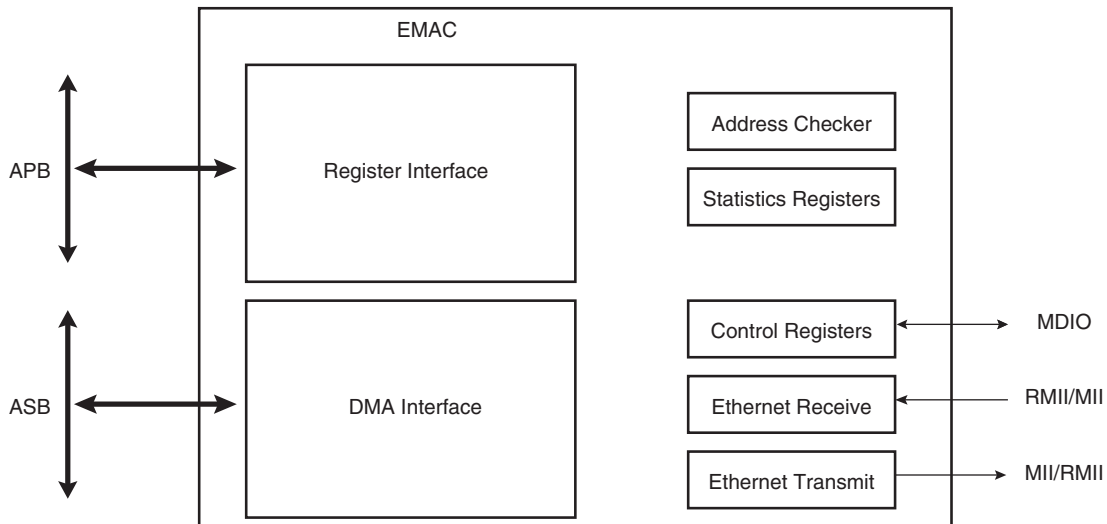 EMAC
APB
Register Interface
Address Checker
Statistics Registers
ASB
DMA Interface
Control Registers
MDIO
Ethernet Receive
RMII/MII
Ethernet Transmit
MII/RMII